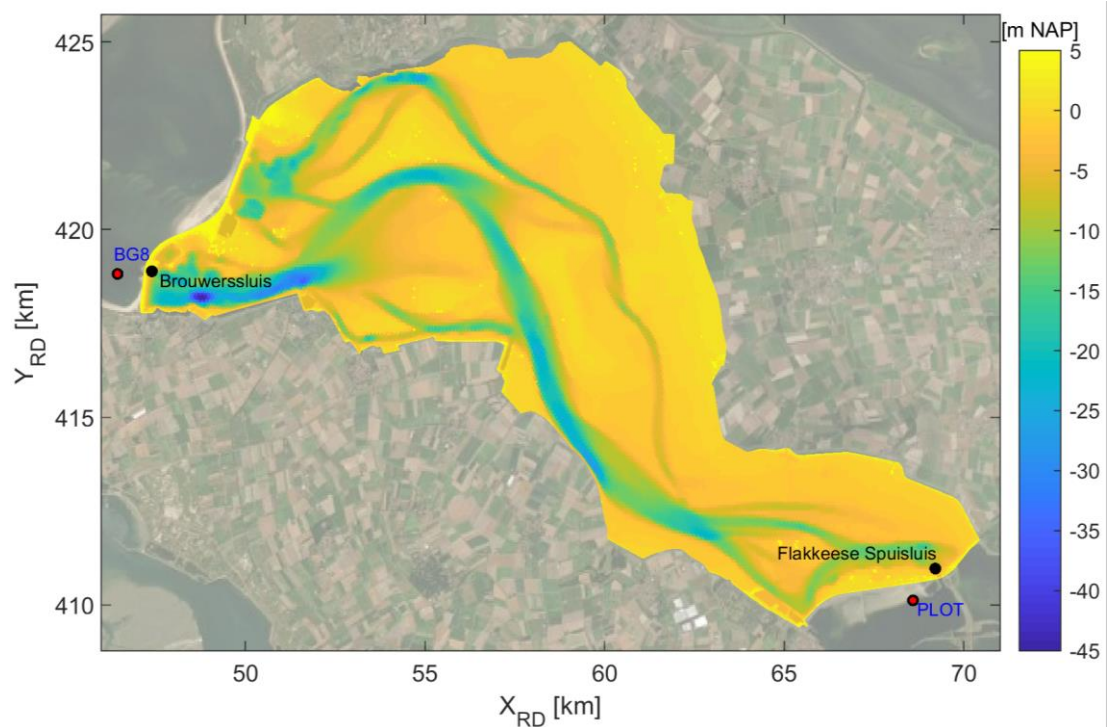 [m NAP]
425
420
415
410
Y_RD [km]
50
55
60
65
70
X_RD [km]
BG8
Brouwerssluis
Flakkeese Spuisluis
PLOT
5
0
-5
-10
-15
-20
-25
-30
-35
-40
-45